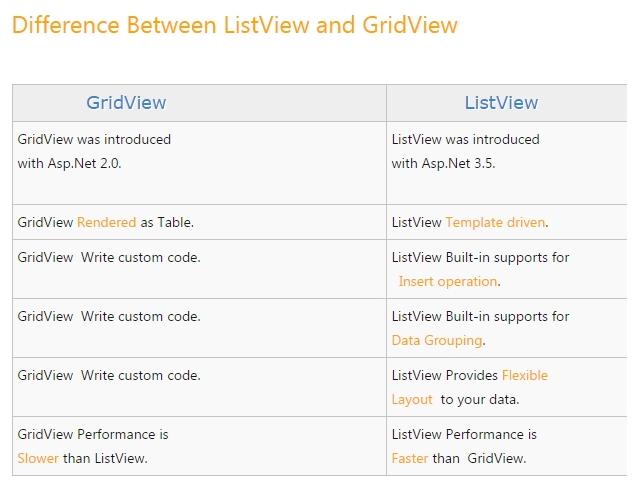 Difference Between ListView and GridView
GridView
ListView
GridView was introduced
with Asp.Net 2.0.
ListView was introduced
with Asp.Net 3.5.
GridView Rendered as Table.
ListView Template driven.
GridView  Write custom code.
ListView Built-in supports for
Insert operation.
GridView  Write custom code.
ListView Built-in supports for
Data Grouping.
GridView  Write custom code.
ListView Provides Flexible
Layout  to your data.
GridView Performance is
Slower than ListView.
ListView Performance is
Faster than  GridView.